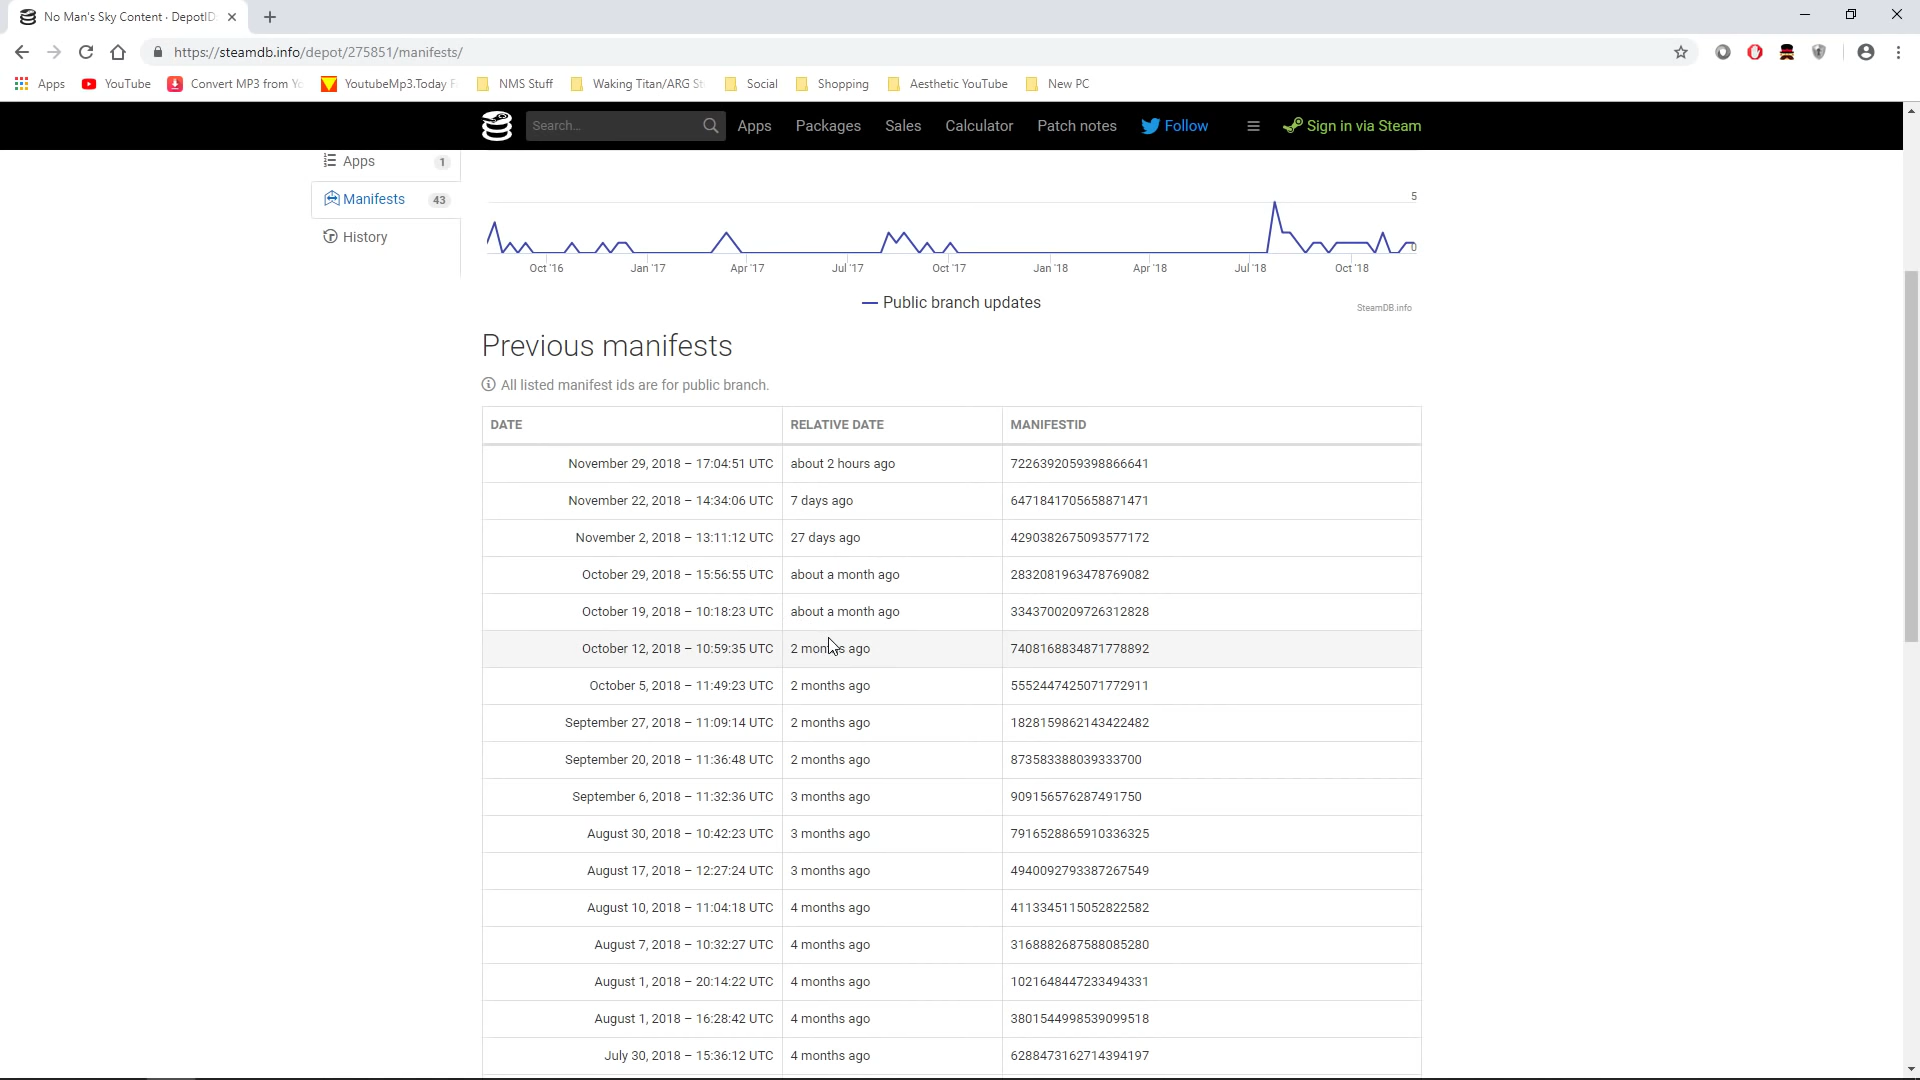 No Man's Sky Content · DepotID:
https://steamdb.info/depot/275851/manifests/
Apps YouTube Convert MP3 from Yo YoutubeMp3.Today F NMS Stuff Waking Titan/ARG St Social Shopping Aesthetic YouTube New PC
Search... Apps Packages Sales Calculator Patch notes Follow Sign in via Steam
Apps 1
Manifests 43
History
5
0
Oct '16 Jan '17 Apr '17 Jul '17 Oct '17 Jan '18 Apr '18 Jul '18 Oct '18
Public branch updates
SteamDB.info
Previous manifests
All listed manifest ids are for public branch.
DATE RELATIVE DATE MANIFESTID
November 29, 2018 – 17:04:51 UTC about 2 hours ago 7226392059398866641
November 22, 2018 – 14:34:06 UTC 7 days ago 6471841705658871471
November 2, 2018 – 13:11:12 UTC 27 days ago 4290382675093577172
October 29, 2018 – 15:56:55 UTC about a month ago 2832081963478769082
October 19, 2018 – 10:18:23 UTC about a month ago 3343700209726312828
October 12, 2018 – 10:59:35 UTC 2 months ago 7408168834871778892
October 5, 2018 – 11:49:23 UTC 2 months ago 5552447425071772911
September 27, 2018 – 11:09:14 UTC 2 months ago 1828159862143422482
September 20, 2018 – 11:36:48 UTC 2 months ago 873583388039333700
September 6, 2018 – 11:32:36 UTC 3 months ago 909156576287491750
August 30, 2018 – 10:42:23 UTC 3 months ago 7916528865910336325
August 17, 2018 – 12:27:24 UTC 3 months ago 4940092793387267549
August 10, 2018 – 11:04:18 UTC 4 months ago 4113345115052822582
August 7, 2018 – 10:32:27 UTC 4 months ago 3168882687588085280
August 1, 2018 – 20:14:22 UTC 4 months ago 1021648447233494331
August 1, 2018 – 16:28:42 UTC 4 months ago 3801544998539099518
July 30, 2018 – 15:36:12 UTC 4 months ago 6288473162714394197